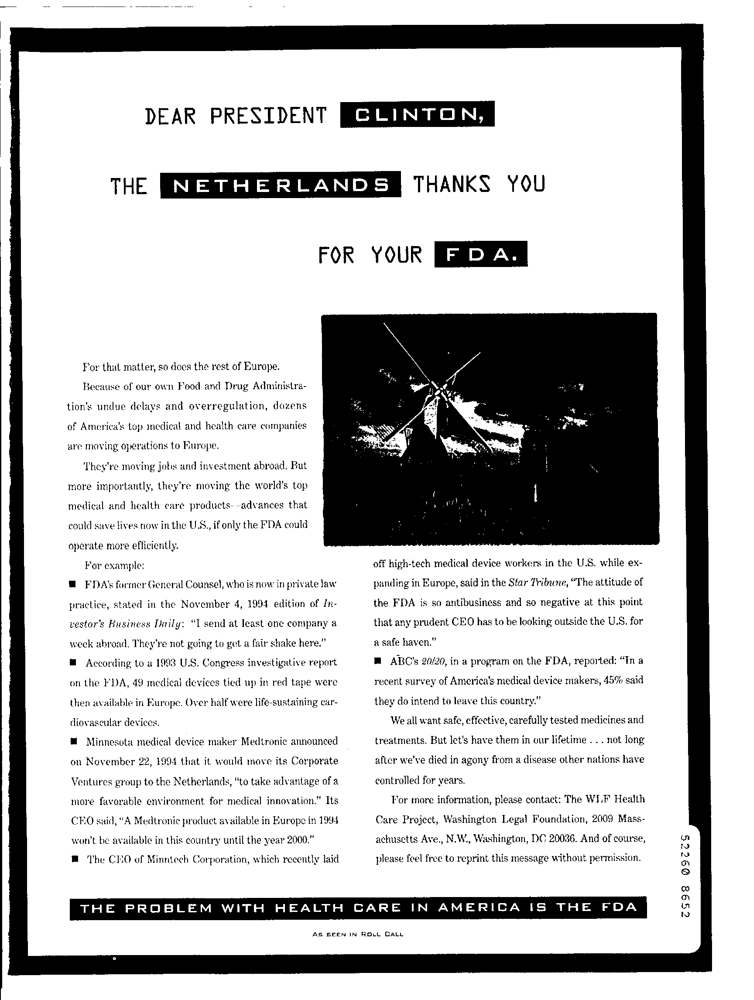 DEAR PRESIDENT CLINTON,
THE NETHERLANDS THANKS YOU
FOR YOUR FDA.
For that matter, so does the rest of Europe.
Because of our own Food and Drug Administra-
tion's undue delays and overregulation, dozens
of America's top medical and health care companies
are moving operations to Europe.
They're moving jobs and investment abroad. But
more importantly, they're moving the world's top
medical and health care products--advances that
could save lives now in the U.S., if only the FDA could
operate more efficiently.
For example:
■ FDA's former General Counsel, who is now in private law
practice, stated in the November 4, 1994 edition of In-
vestor's Business Daily: “I send at least one company a
week abroad. They're not going to get a fair shake here.”
■ According to a 1993 U.S. Congress investigative report
on the FDA, 49 medical devices tied up in red tape were
then available in Europe. Over half were life-sustaining car-
diovascular devices.
■ Minnesota medical device maker Medtronic announced
on November 22, 1994 that it would move its Corporate
Ventures group to the Netherlands, “to take advantage of a
more favorable environment for medical innovation.” Its
CEO said, “A Medtronic product available in Europe in 1994
won't be available in this country until the year 2000.”
■ The CEO of Minntech Corporation, which recently laid
off high-tech medical device workers in the U.S. while ex-
panding in Europe, said in the Star Tribune, “The attitude of
the FDA is so antibusiness and so negative at this point
that any prudent CEO has to be looking outside the U.S. for
a safe haven.”
■ ABC's 20/20, in a program on the FDA, reported: “In a
recent survey of America's medical device makers, 45% said
they do intend to leave this country.”
We all want safe, effective, carefully tested medicines and
treatments. But let's have them in our lifetime . . . not long
after we've died in agony from a disease other nations have
controlled for years.
For more information, please contact: The WLF Health
Care Project, Washington Legal Foundation, 2009 Mass-
achusetts Ave., N.W., Washington, DC 20036. And of course,
please feel free to reprint this message without permission.
THE PROBLEM WITH HEALTH CARE IN AMERICA IS THE FDA
AS SEEN IN ROLL CALL
52260 8652